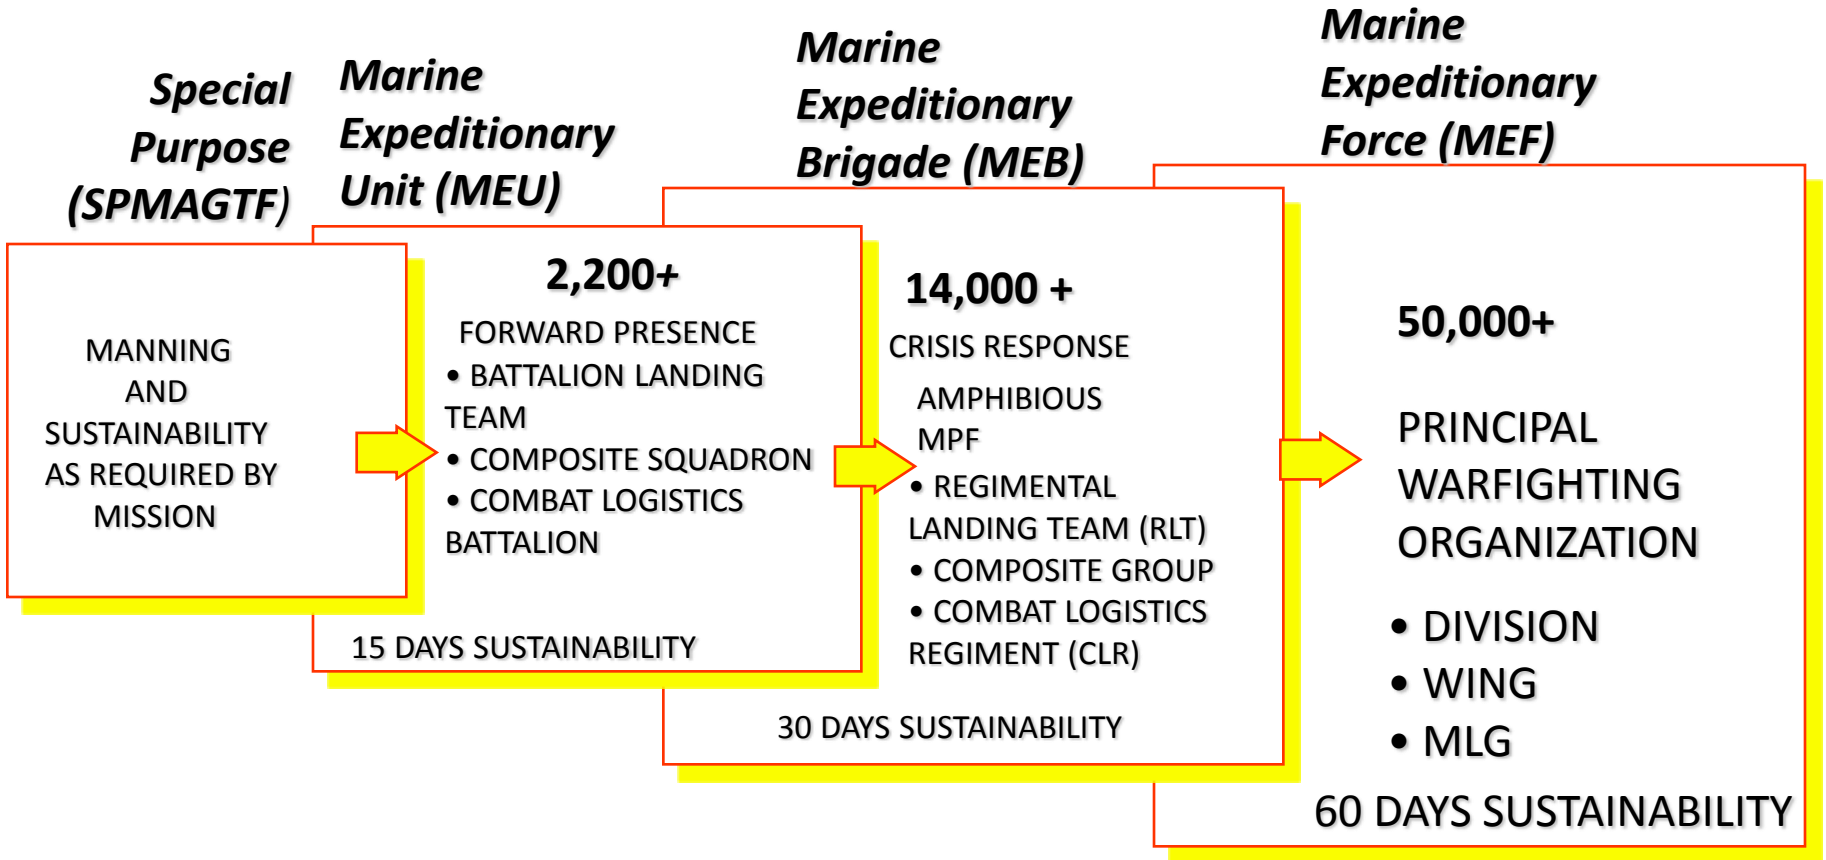 Special
Purpose
(SPMAGTF)
MANNING
AND
SUSTAINABILITY
AS REQUIRED BY
MISSION
Marine
Expeditionary
Unit (MEU)
2,200+
FORWARD PRESENCE
• BATTALION LANDING
TEAM
• COMPOSITE SQUADRON
• COMBAT LOGISTICS
BATTALION
15 DAYS SUSTAINABILITY
Marine
Expeditionary
Brigade (MEB)
14,000 +
CRISIS RESPONSE
AMPHIBIOUS
MPF
• REGIMENTAL
LANDING TEAM (RLT)
• COMPOSITE GROUP
• COMBAT LOGISTICS
REGIMENT (CLR)
30 DAYS SUSTAINABILITY
Marine
Expeditionary
Force (MEF)
50,000+
PRINCIPAL
WARFIGHTING
ORGANIZATION
• DIVISION
• WING
• MLG
60 DAYS SUSTAINABILITY